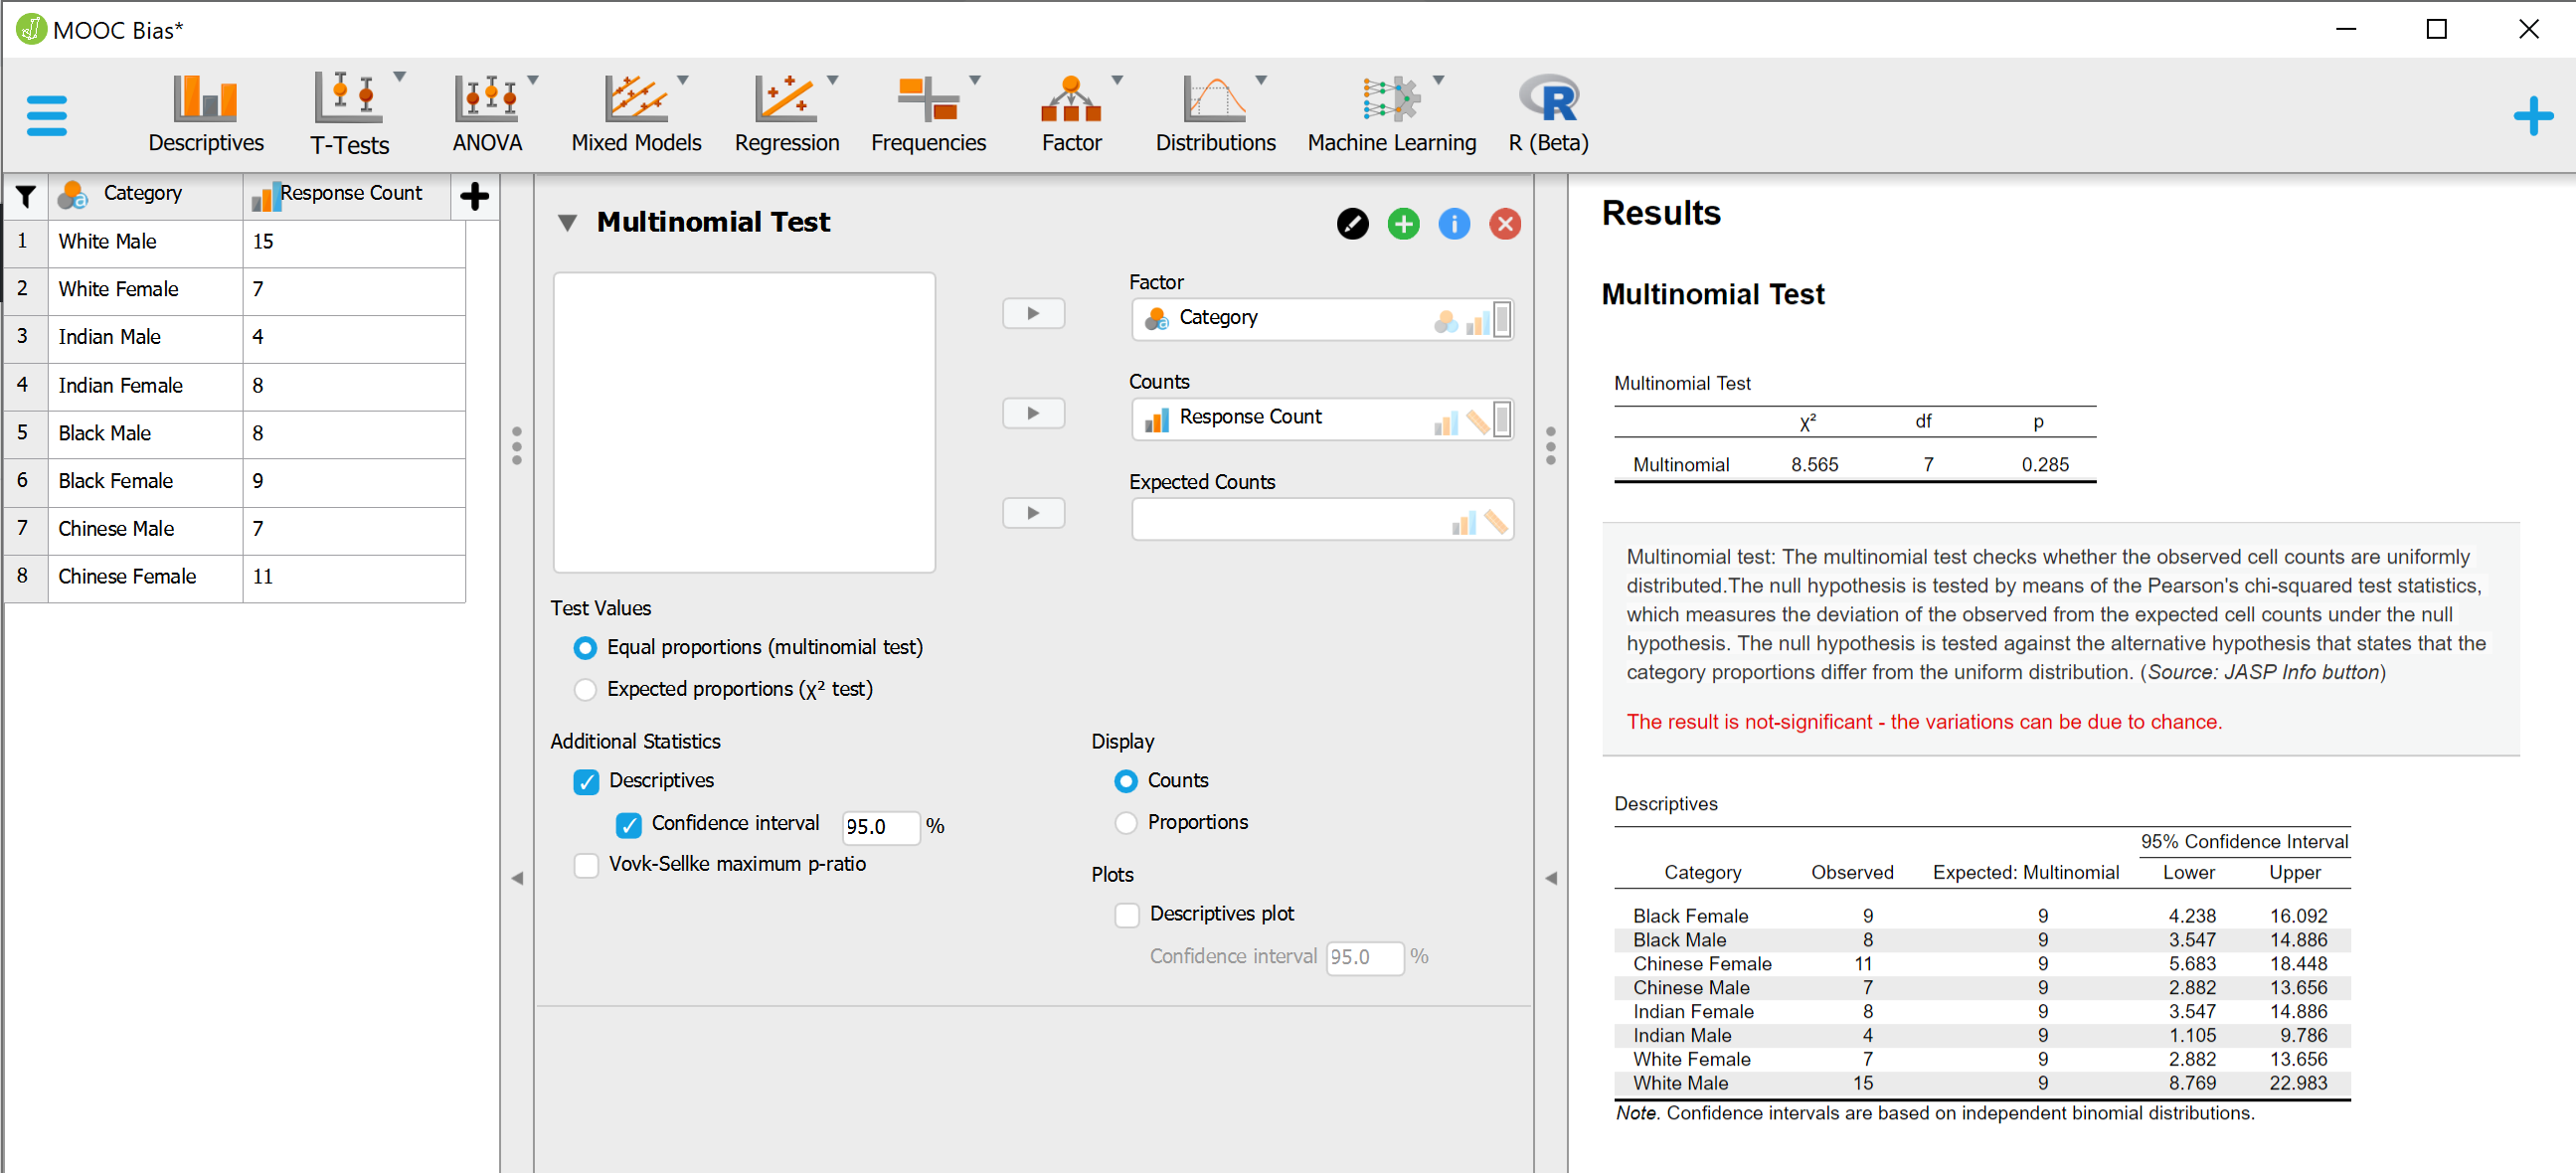 MOOC Bias*
Descriptives
T-Tests
ANOVA
Mixed Models
Regression
Frequencies
Factor
Distributions
Machine Learning
R (Beta)
Category Response Count
1 White Male 15
2 White Female 7
3 Indian Male 4
4 Indian Female 8
5 Black Male 8
6 Black Female 9
7 Chinese Male 7
8 Chinese Female 11
Multinomial Test
Factor
Category
Counts
Response Count
Expected Counts
Test Values
Equal proportions (multinomial test)
Expected proportions (χ² test)
Additional Statistics
Descriptives
Confidence interval 95.0 %
Vovk-Sellke maximum p-ratio
Display
Counts
Proportions
Plots
Descriptives plot
Confidence interval 95.0 %
Results
Multinomial Test
Multinomial Test
χ² df p
Multinomial 8.565 7 0.285
Multinomial test: The multinomial test checks whether the observed cell counts are uniformly
distributed.The null hypothesis is tested by means of the Pearson's chi-squared test statistics,
which measures the deviation of the observed from the expected cell counts under the null
hypothesis. The null hypothesis is tested against the alternative hypothesis that states that the
category proportions differ from the uniform distribution. (Source: JASP Info button)
The result is not-significant - the variations can be due to chance.
Descriptives
95% Confidence Interval
Category Observed Expected: Multinomial Lower Upper
Black Female 9 9 4.238 16.092
Black Male 8 9 3.547 14.886
Chinese Female 11 9 5.683 18.448
Chinese Male 7 9 2.882 13.656
Indian Female 8 9 3.547 14.886
Indian Male 4 9 1.105 9.786
White Female 7 9 2.882 13.656
White Male 15 9 8.769 22.983
Note. Confidence intervals are based on independent binomial distributions.